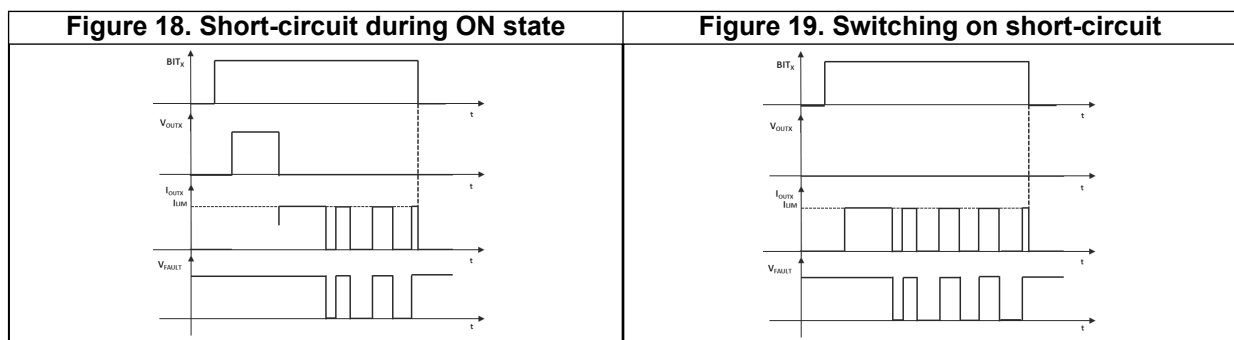 Figure 18. Short-circuit during ON state
BITX
t
VOUTX
t
IOUTX
ILIM
t
VFAULT
t
Figure 19. Switching on short-circuit
BITX
t
VOUTX
t
IOUTX
ILIM
t
VFAULT
t